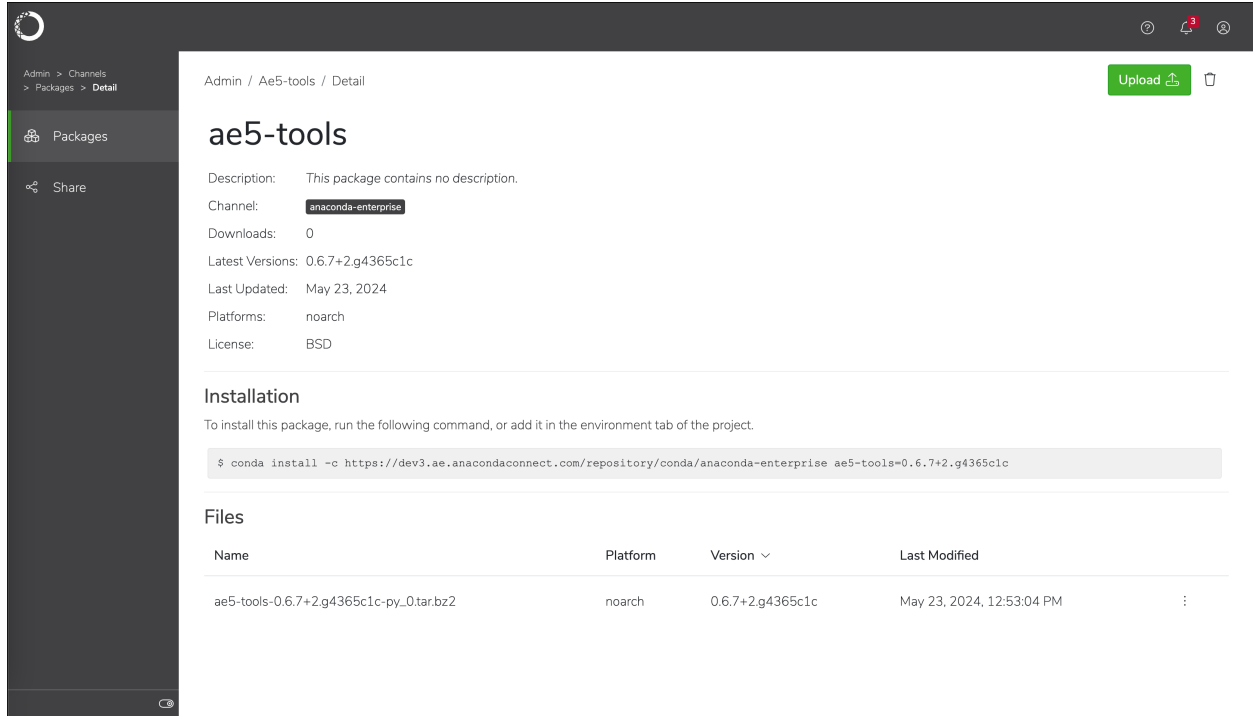 3
Admin > Channels
> Packages > Detail
Packages
Share
Admin / Ae5-tools / Detail
Upload
ae5-tools
Description: This package contains no description.
Channel: anaconda-enterprise
Downloads: 0
Latest Versions: 0.6.7+2.g4365c1c
Last Updated: May 23, 2024
Platforms: noarch
License: BSD
Installation
To install this package, run the following command, or add it in the environment tab of the project.
$ conda install -c https://dev3.ae.anacondaconnect.com/repository/conda/anaconda-enterprise ae5-tools=0.6.7+2.g4365c1c
Files
Name Platform Version Last Modified
ae5-tools-0.6.7+2.g4365c1c-py_0.tar.bz2 noarch 0.6.7+2.g4365c1c May 23, 2024, 12:53:04 PM